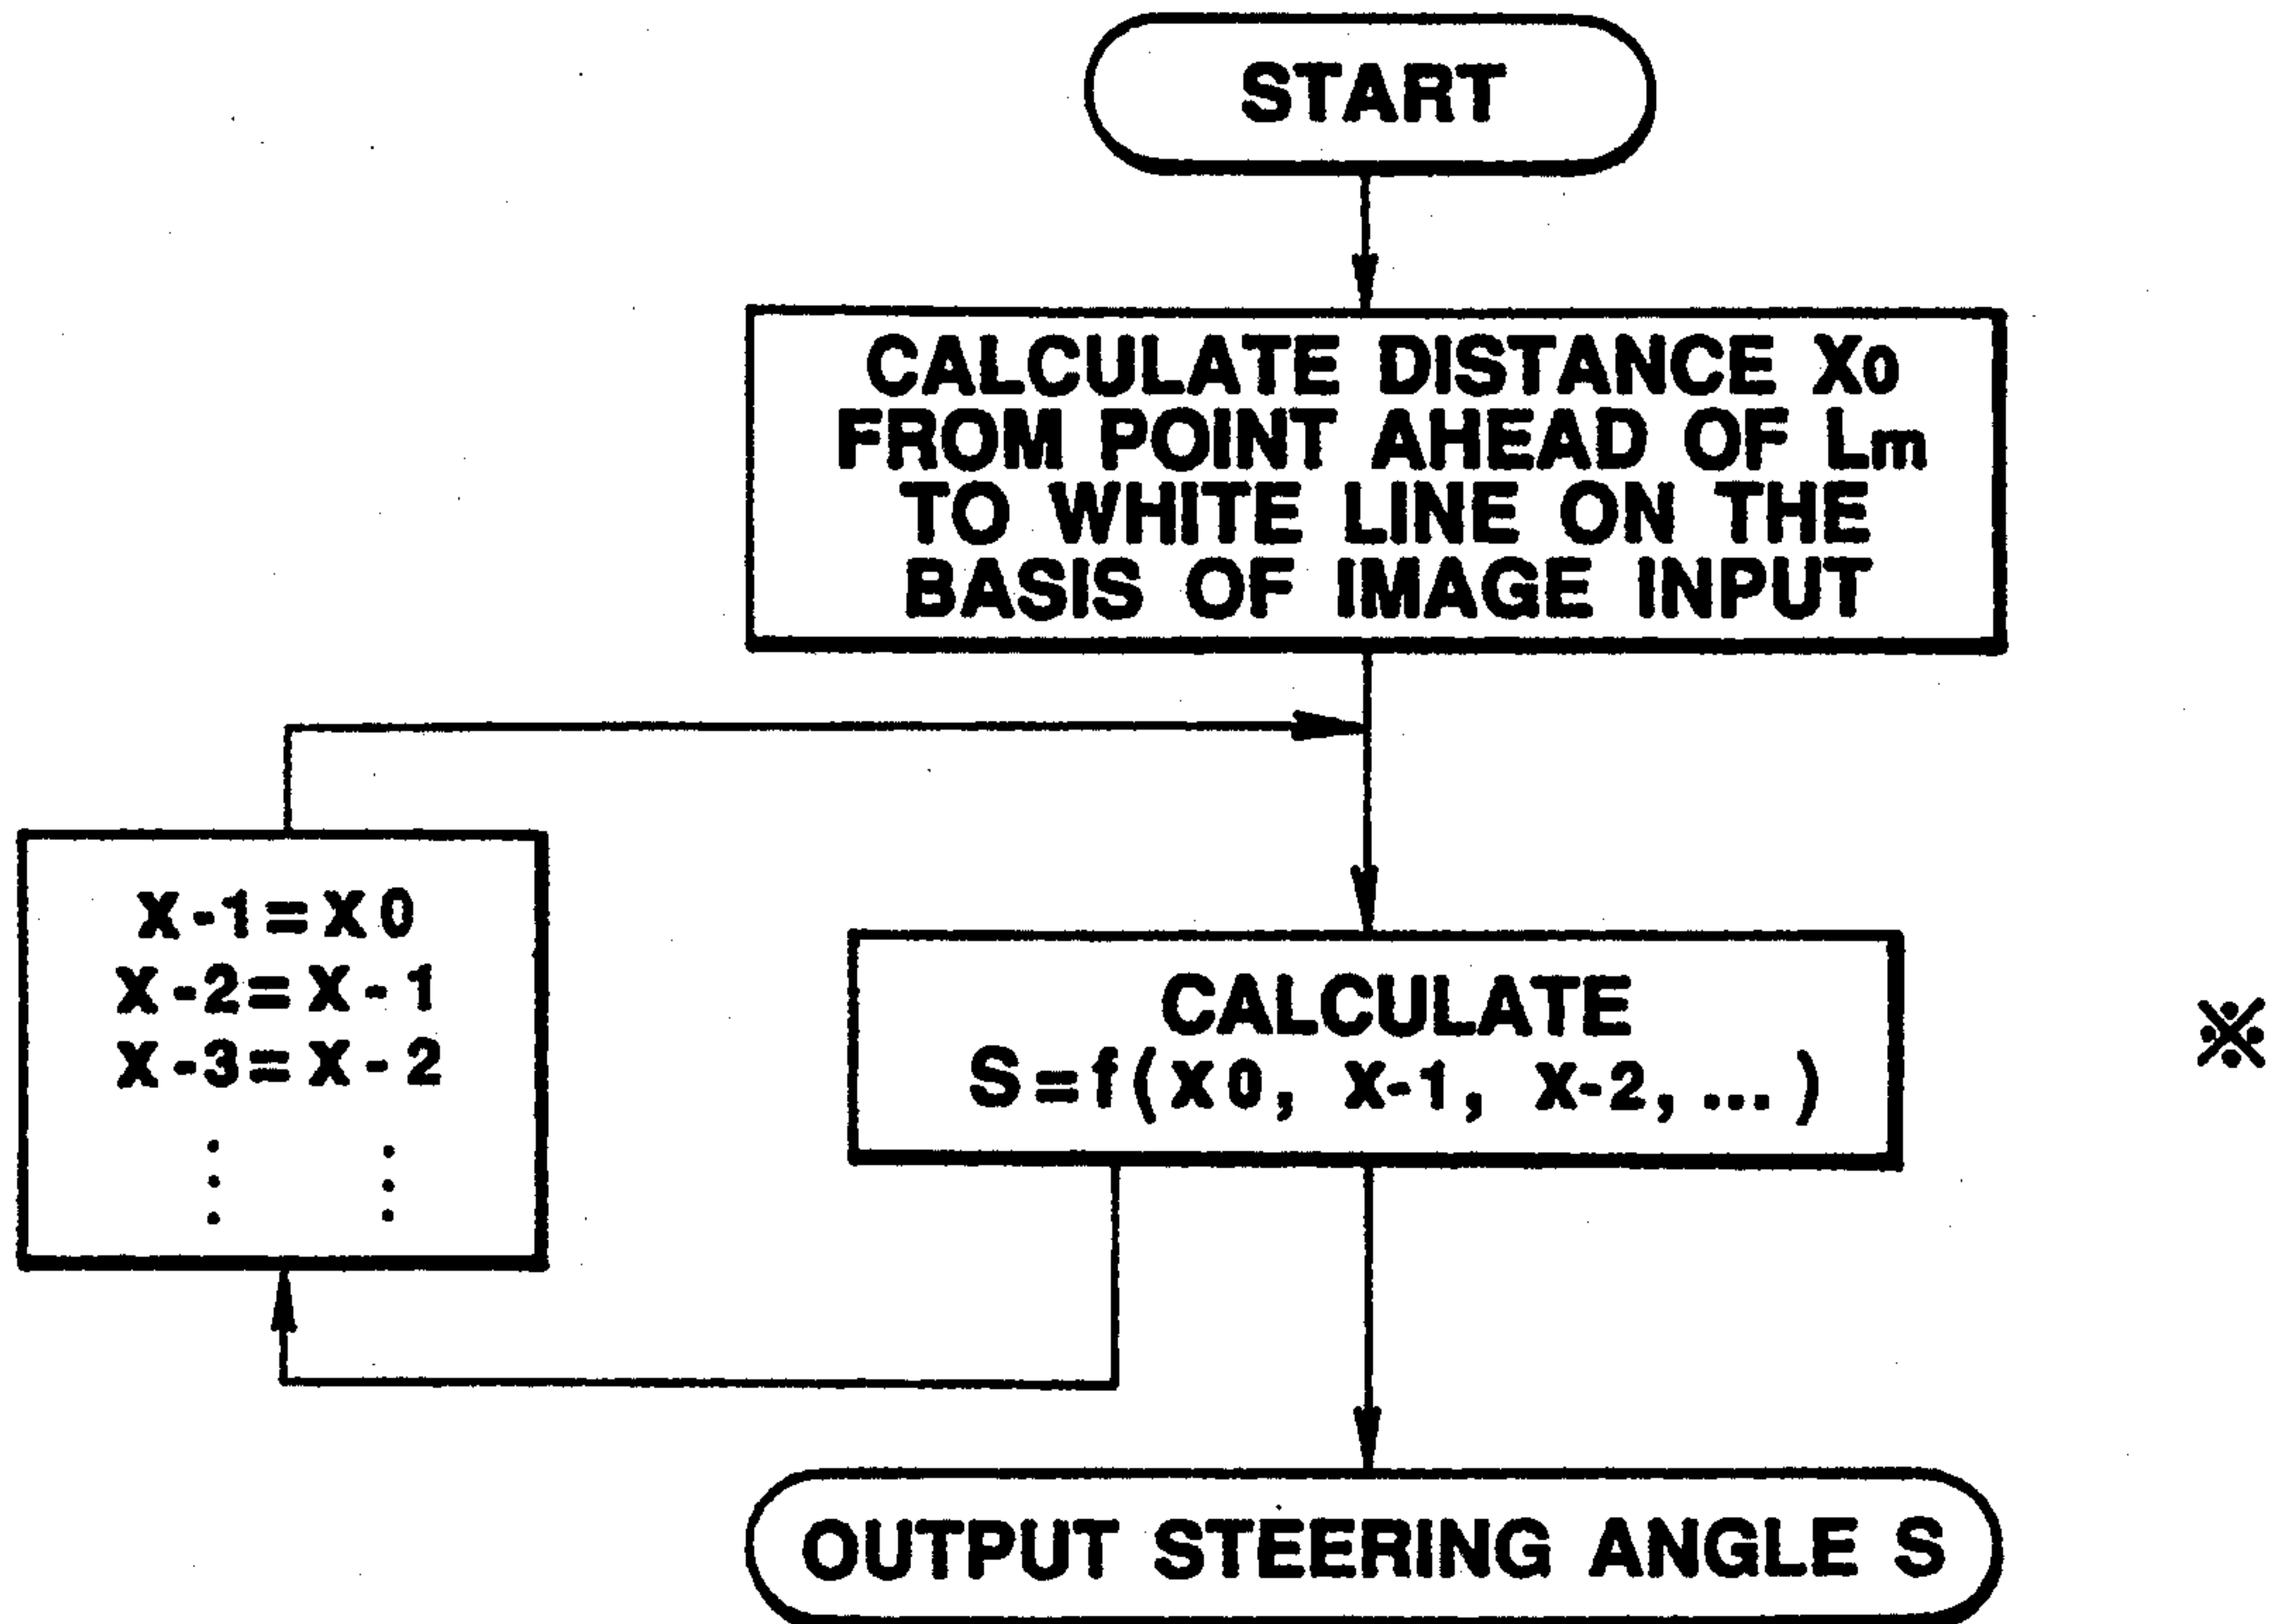 START
CALCULATE DISTANCE X0
FROM POINT AHEAD OF Lm
TO WHITE LINE ON THE
BASIS OF IMAGE INPUT
X-1=X0
X-2=X-1
X-3=X-2
⋮ ⋮
CALCULATE
S=f(X0, X-1, X-2,...)
※
OUTPUT STEERING ANGLE S